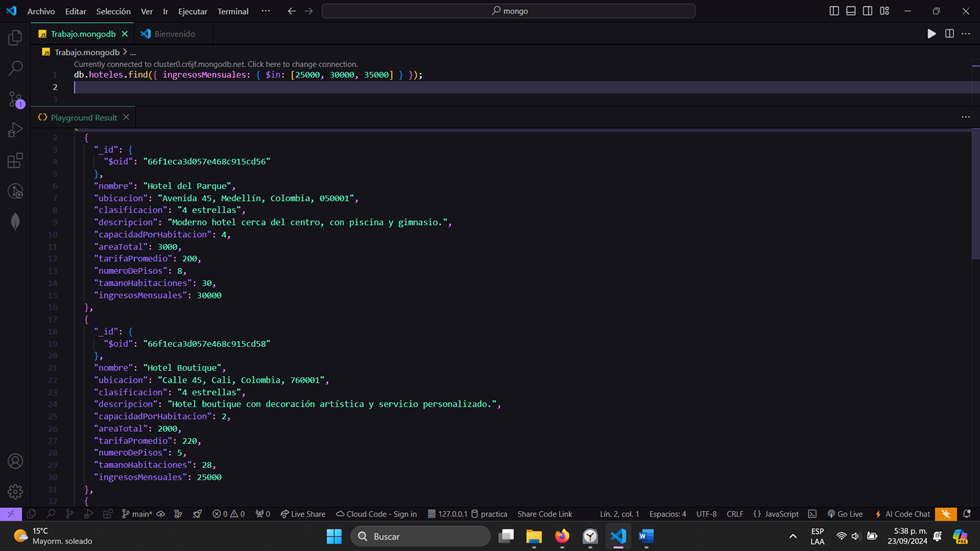 Archivo Editar Selección Ver Ir Ejecutar Terminal ··· mongo
Trabajo.mongodb Bienvenido
Trabajo.mongodb > ...
Currently connected to cluster0.cr6jf.mongodb.net. Click here to change connection.
1 db.hoteles.find({ ingresosMensuales: { $in: [25000, 30000, 35000] } });
2
3
Playground Result
2 {
3 "_id": {
4 "$oid": "66f1eca3d057e468c915cd56"
5 },
6 "nombre": "Hotel del Parque",
7 "ubicacion": "Avenida 45, Medellín, Colombia, 050001",
8 "clasificacion": "4 estrellas",
9 "descripcion": "Moderno hotel cerca del centro, con piscina y gimnasio.",
10 "capacidadPorHabitacion": 4,
11 "areaTotal": 3000,
12 "tarifaPromedio": 200,
13 "numeroDePisos": 8,
14 "tamanoHabitaciones": 30,
15 "ingresosMensuales": 30000
16 },
17 {
18 "_id": {
19 "$oid": "66f1eca3d057e468c915cd58"
20 },
21 "nombre": "Hotel Boutique",
22 "ubicacion": "Calle 45, Cali, Colombia, 760001",
23 "clasificacion": "4 estrellas",
24 "descripcion": "Hotel boutique con decoración artística y servicio personalizado.",
25 "capacidadPorHabitacion": 2,
26 "areaTotal": 2000,
27 "tarifaPromedio": 220,
28 "numeroDePisos": 5,
29 "tamanoHabitaciones": 28,
30 "ingresosMensuales": 25000
31 },
32 {
1
main* 0 0 0 Live Share Cloud Code - Sign in 127.0.0.1 practica Share Code Link Lín. 2, col. 1 Espacios: 4 UTF-8 CRLF {} JavaScript Go Live AI Code Chat
15°C
Mayorm. soleado
Buscar
ESP
LAA
5:38 p. m.
23/09/2024